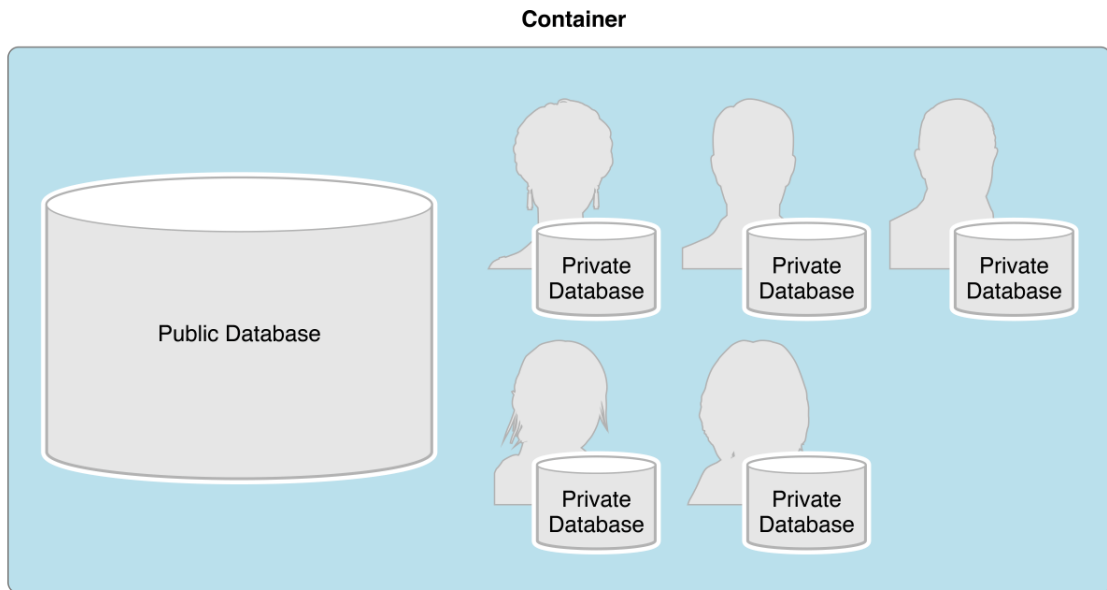 Container
Public Database
Private
Database
Private
Database
Private
Database
Private
Database
Private
Database